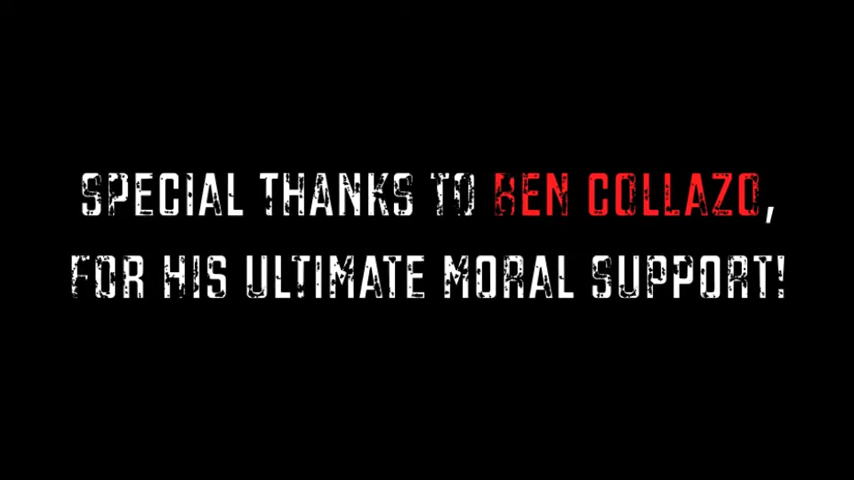 SPECIAL THANKS TO BEN COLLAZO,
FOR HIS ULTIMATE MORAL SUPPORT!